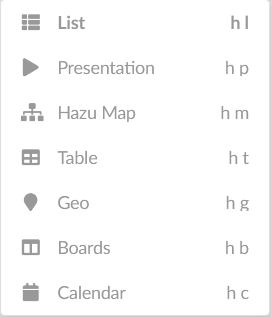 List h l
Presentation h p
Hazu Map h m
Table h t
Geo h g
Boards h b
Calendar h c